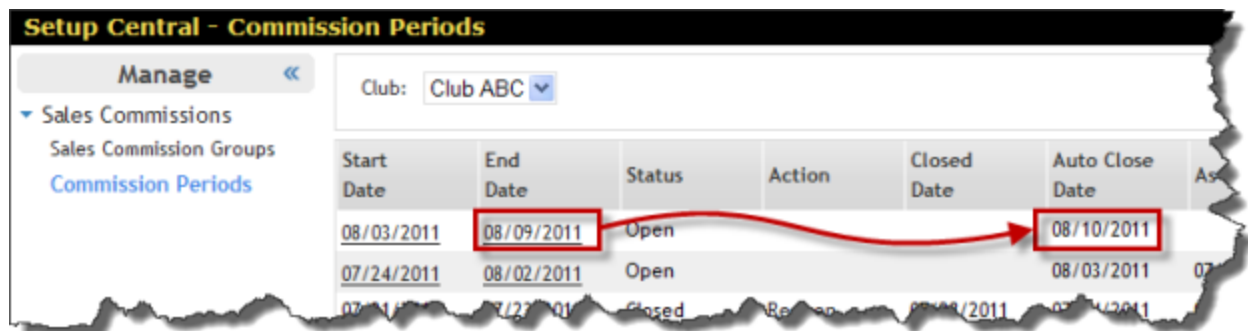 Setup Central - Commission Periods
Manage «
Sales Commissions
Sales Commission Groups
Commission Periods
Club: Club ABC
Start Date End Date Status Action Closed Date Auto Close Date
08/03/2011 08/09/2011 Open 08/10/2011
07/24/2011 08/02/2011 Open 08/03/2011